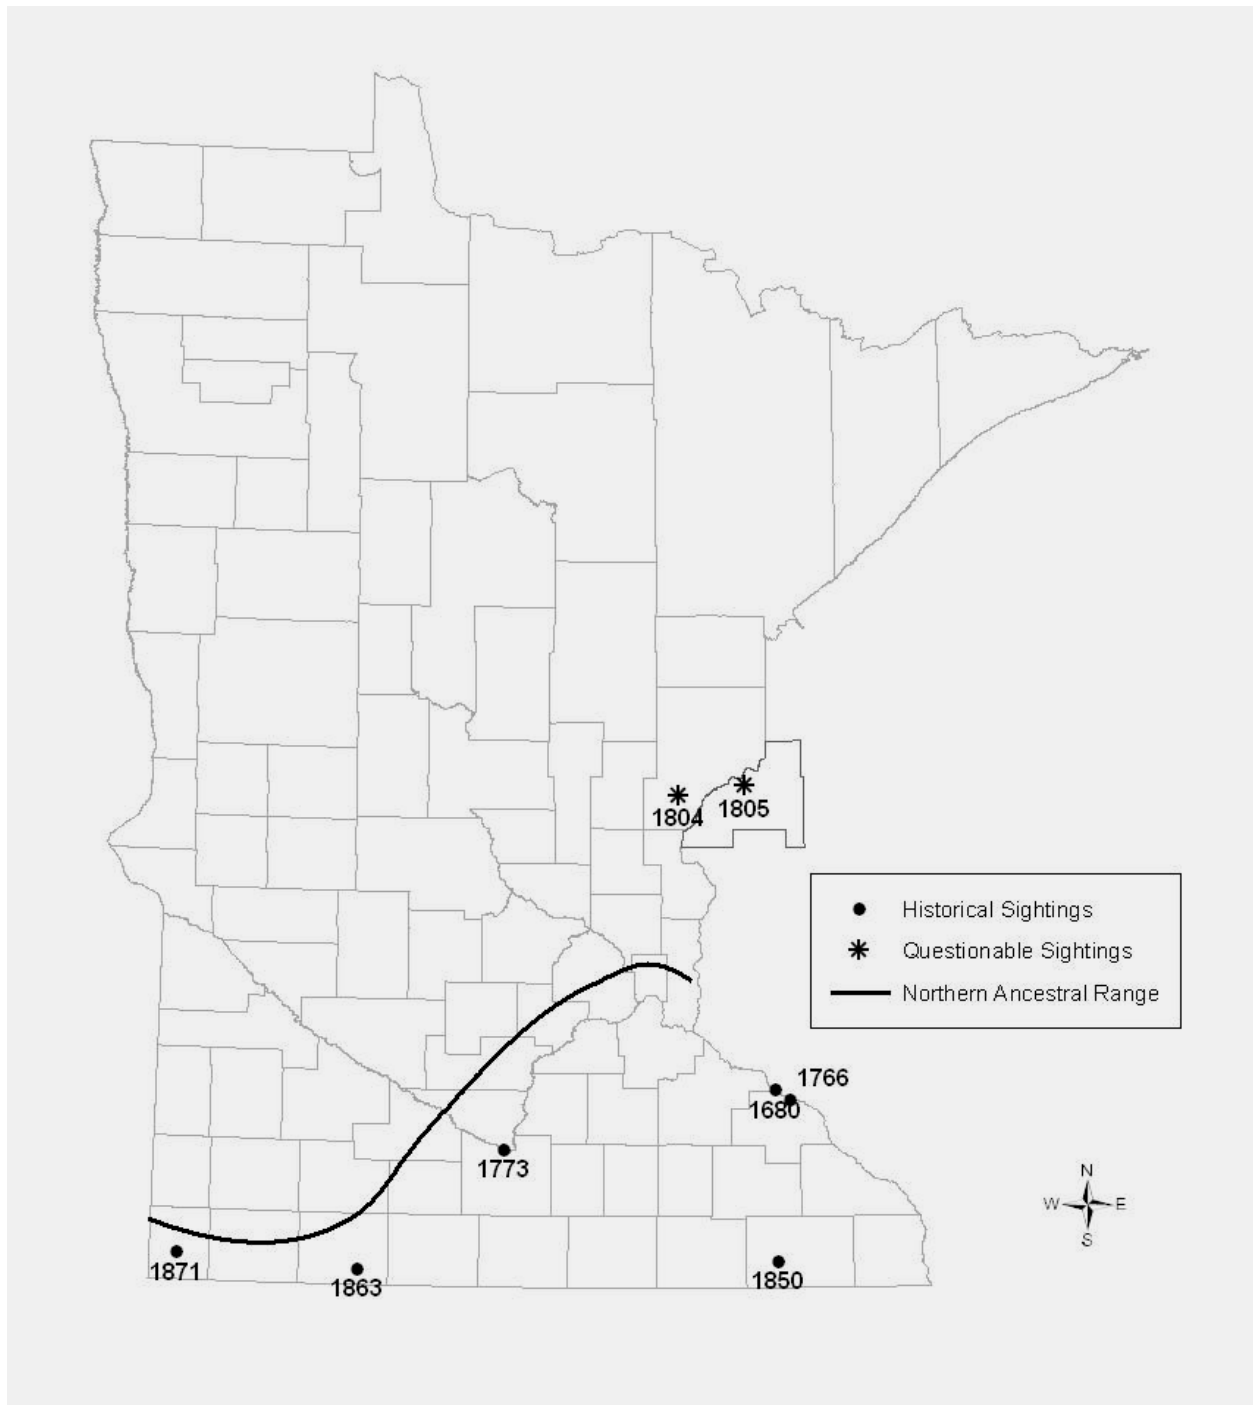 1804
1805
Historical Sightings
Questionable Sightings
Northern Ancestral Range
1766
1680
1773
N
W
E
S
1871
1863
1850